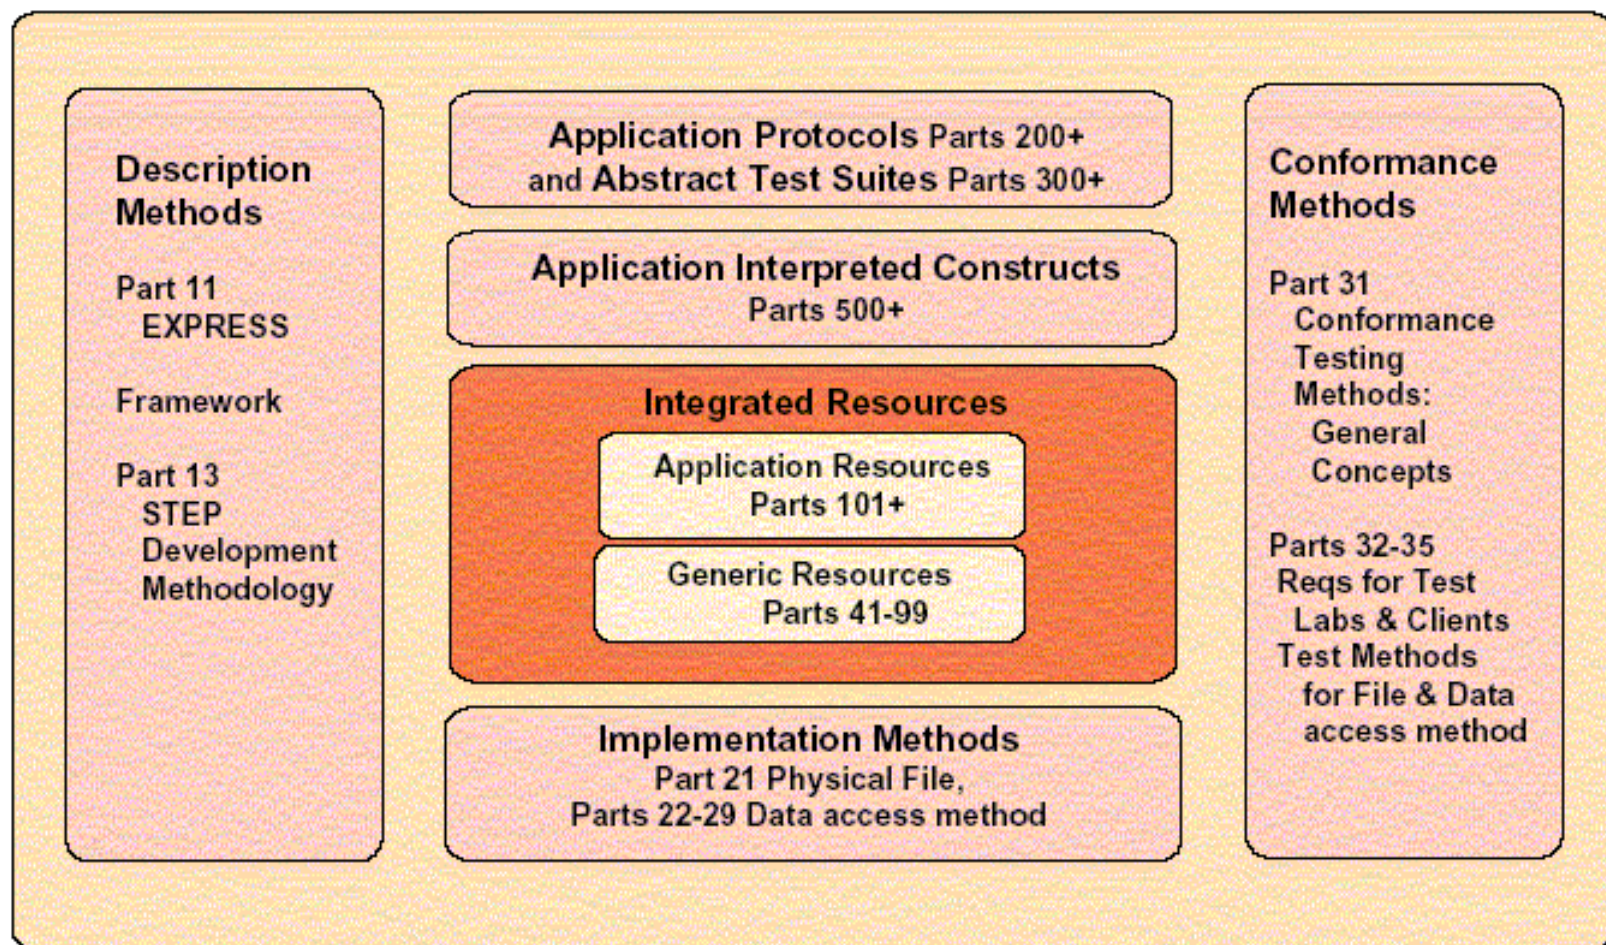 Description
Methods
Part 11
EXPRESS
Framework
Part 13
STEP
Development
Methodology
Application Protocols Parts 200+
and Abstract Test Suites Parts 300+
Application Interpreted Constructs
Parts 500+
Integrated Resources
Application Resources
Parts 101+
Generic Resources
Parts 41-99
Implementation Methods
Part 21 Physical File,
Parts 22-29 Data access method
Conformance
Methods
Part 31
Conformance
Testing
Methods:
General
Concepts
Parts 32-35
Reqs for Test
Labs & Clients
Test Methods
for File & Data
access method